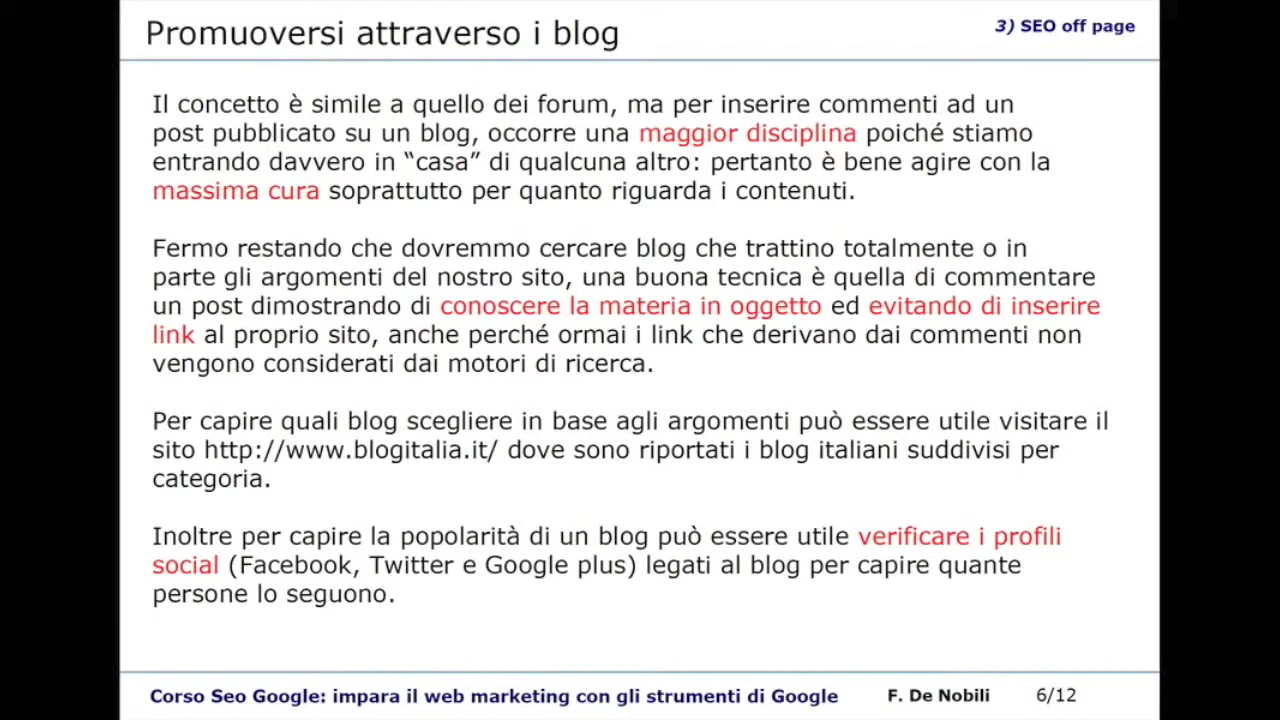 Promuoversi attraverso i blog
3) SEO off page
Il concetto è simile a quello dei forum, ma per inserire commenti ad un
post pubblicato su un blog, occorre una maggior disciplina poiché stiamo
entrando davvero in “casa” di qualcuna altro: pertanto è bene agire con la
massima cura soprattutto per quanto riguarda i contenuti.
Fermo restando che dovremmo cercare blog che trattino totalmente o in
parte gli argomenti del nostro sito, una buona tecnica è quella di commentare
un post dimostrando di conoscere la materia in oggetto ed evitando di inserire
link al proprio sito, anche perché ormai i link che derivano dai commenti non
vengono considerati dai motori di ricerca.
Per capire quali blog scegliere in base agli argomenti può essere utile visitare il
sito http://www.blogitalia.it/ dove sono riportati i blog italiani suddivisi per
categoria.
Inoltre per capire la popolarità di un blog può essere utile verificare i profili
social (Facebook, Twitter e Google plus) legati al blog per capire quante
persone lo seguono.
Corso Seo Google: impara il web marketing con gli strumenti di Google
F. De Nobili
6/12